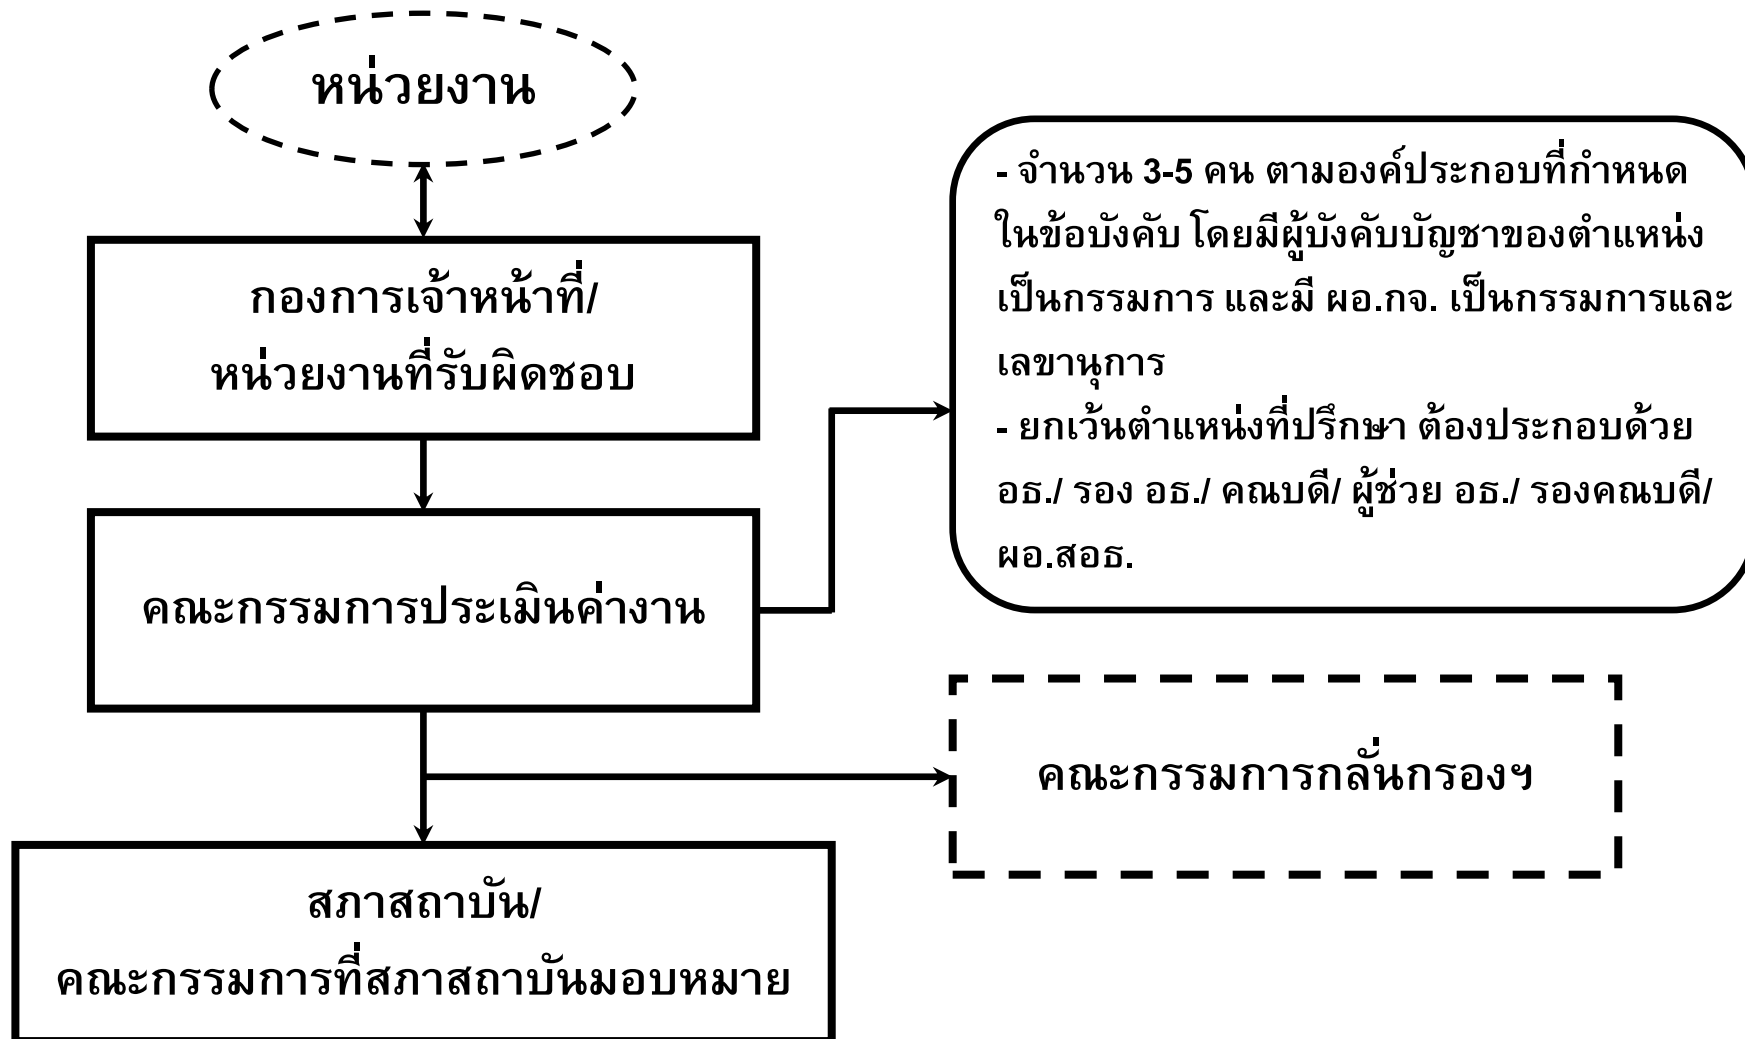 หน่วยงาน
กองการเจ้าหน้าที่/
หน่วยงานที่รับผิดชอบ
คณะกรรมการประเมินค่างาน
- จำนวน 3-5 คน ตามองค์ประกอบที่กำหนด
ในข้อบังคับ โดยมีผู้บังคับบัญชาของตำแหน่ง
เป็นกรรมการ และมี ผอ.กจ. เป็นกรรมการและ
เลขานุการ
- ยกเว้นตำแหน่งที่ปรึกษา ต้องประกอบด้วย
อธ./ รอง อธ./ คณบดี/ ผู้ช่วย อธ./ รองคณบดี/
ผอ.สอธ.
คณะกรรมการกลั่นกรองฯ
สภาสถาบัน/
คณะกรรมการที่สภาสถาบันมอบหมาย